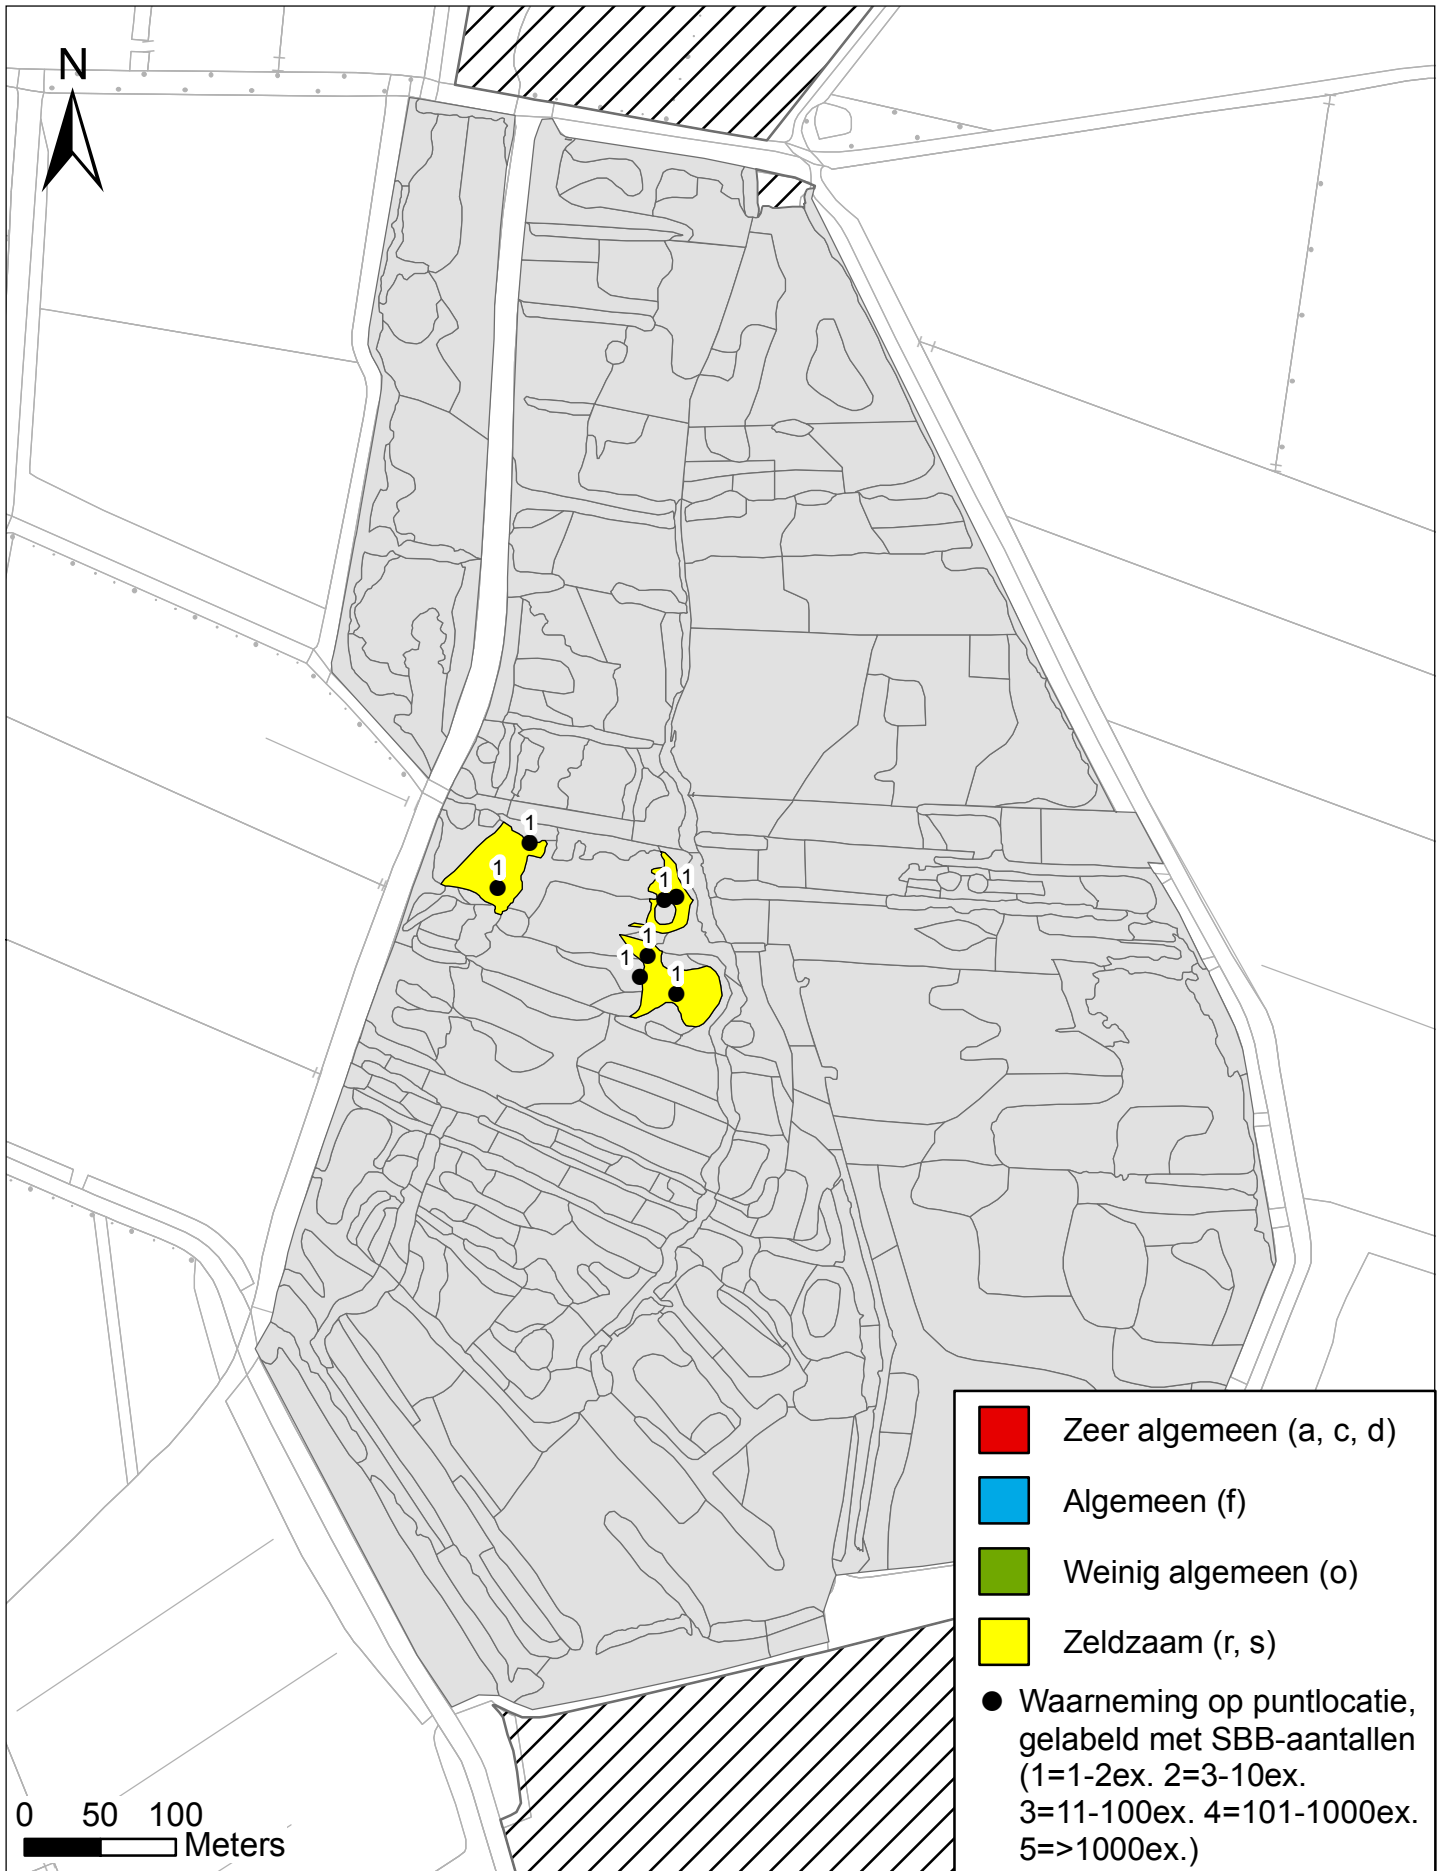 N
1
1
1
1
1
1
1
Zeer algemeen (a, c, d)
Algemeen (f)
Weinig algemeen (o)
Zeldzaam (r, s)
Waarneming op puntlocatie,
gelabeld met SBB-aantallen
(1=1-2ex. 2=3-10ex.
3=11-100ex. 4=101-1000ex.
5=>1000ex.)
0 50 100
Meters